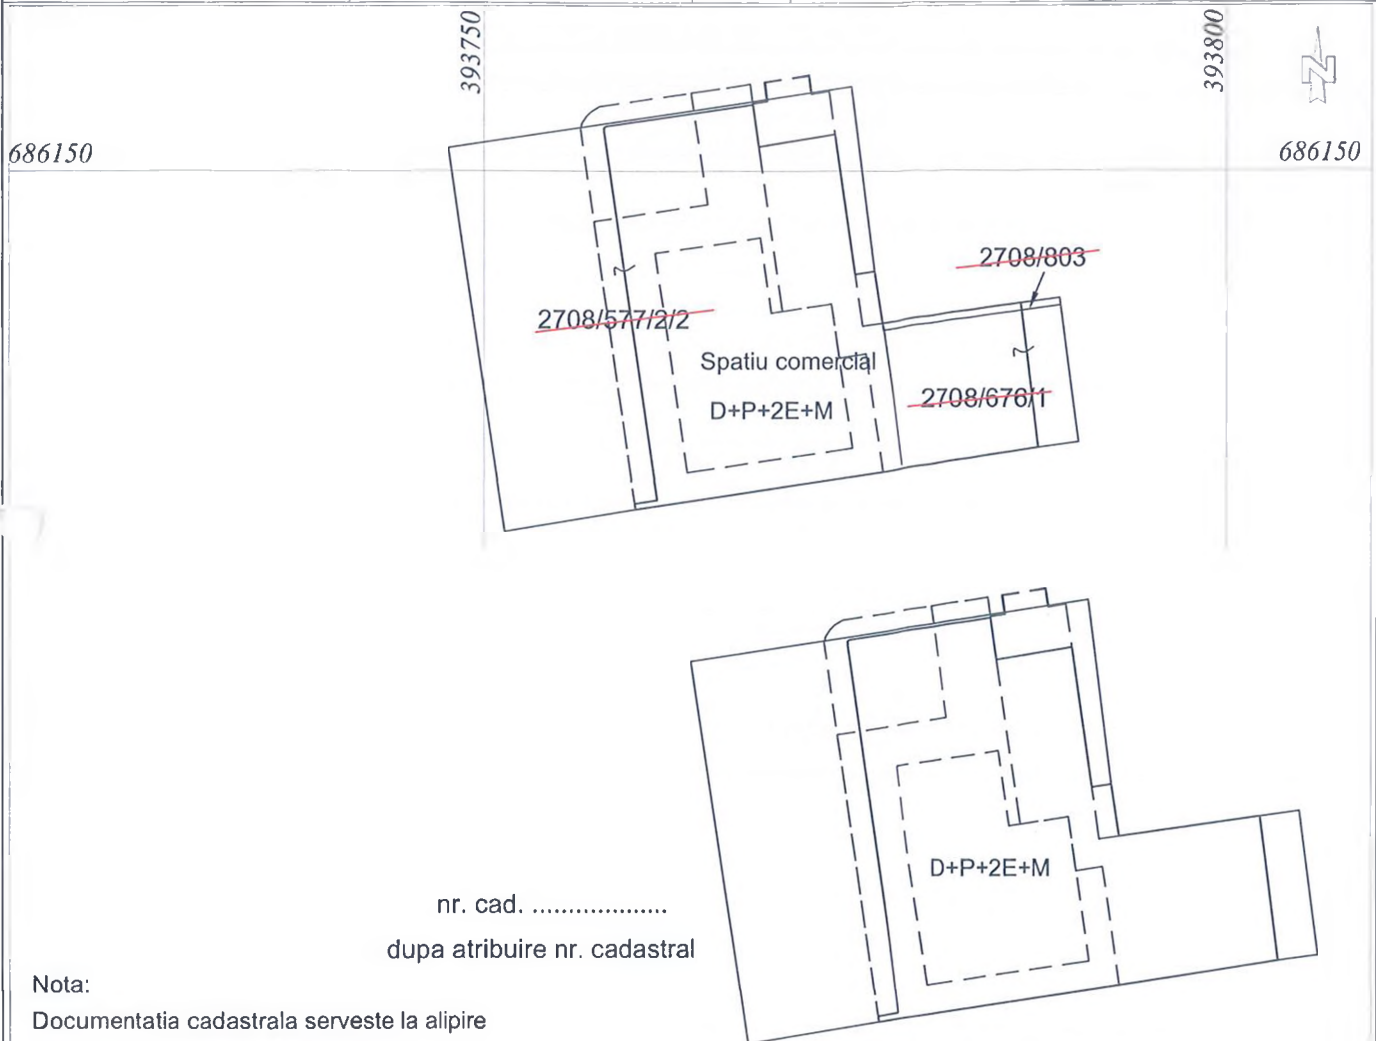 393750
393800
N
686150
686150
2708/803
2708/577/2/2
Spatiu comercial
D+P+2E+M
2708/676/1
D+P+2E+M
nr. cad. ...................
dupa atribuire nr. cadastral
Nota:
Documentatia cadastrala serveste la alipire